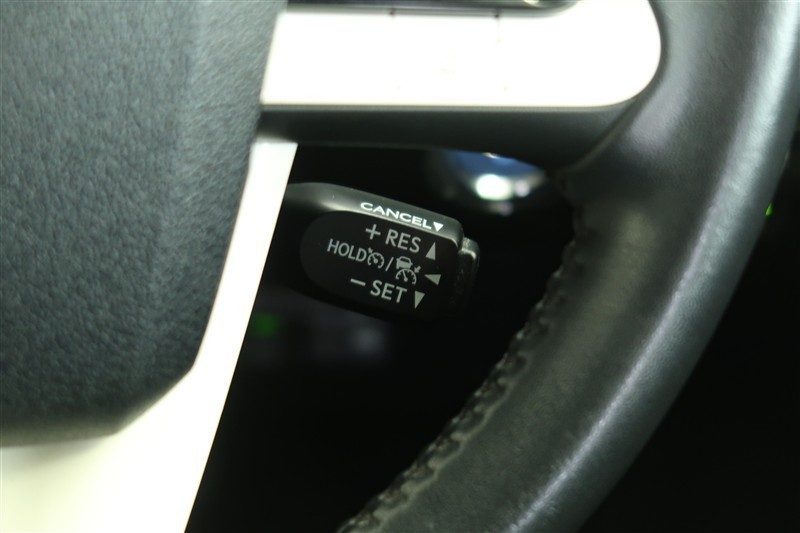 CANCEL▼
+ RES ▲
HOLD / ◀
− SET ▼